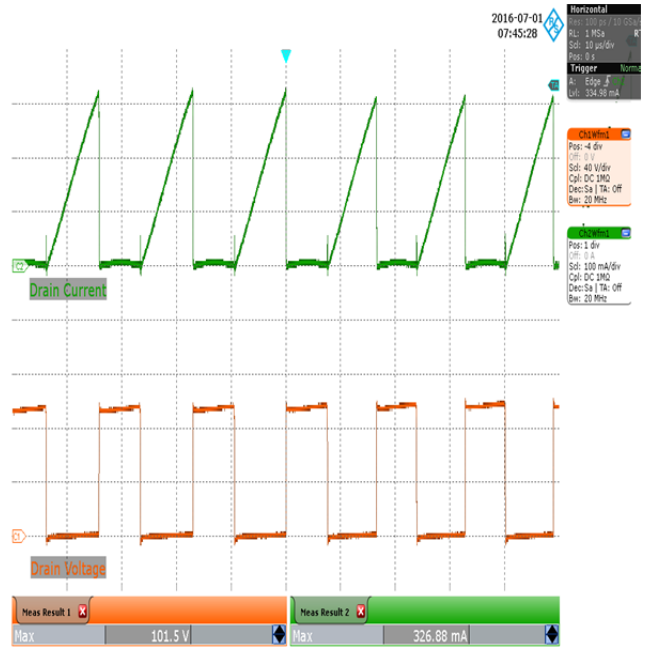 2016-07-01
07:45:28
Horizontal
Res: 100 ps / 10 GSa/s
RL: 1 MSa
Scl: 10 µs/div
Pos: 0 s
Trigger Norma
A: Edge
Lvl: 334.98 mA
Ch1Wfm1
Pos: -4 div
Off: 0 V
Scl: 40 V/div
Cpl: DC 1MΩ
Dec:Sa | TA: Off
Bw: 20 MHz
Ch2Wfm1
Pos: 1 div
Off: 0 A
Scl: 100 mA/div
Cpl: DC 1MΩ
Dec:Sa | TA: Off
Bw: 20 MHz
C2
Drain Current
C1
Drain Voltage
Meas Result 1
Max 101.5 V
Meas Result 2
Max 326.88 mA